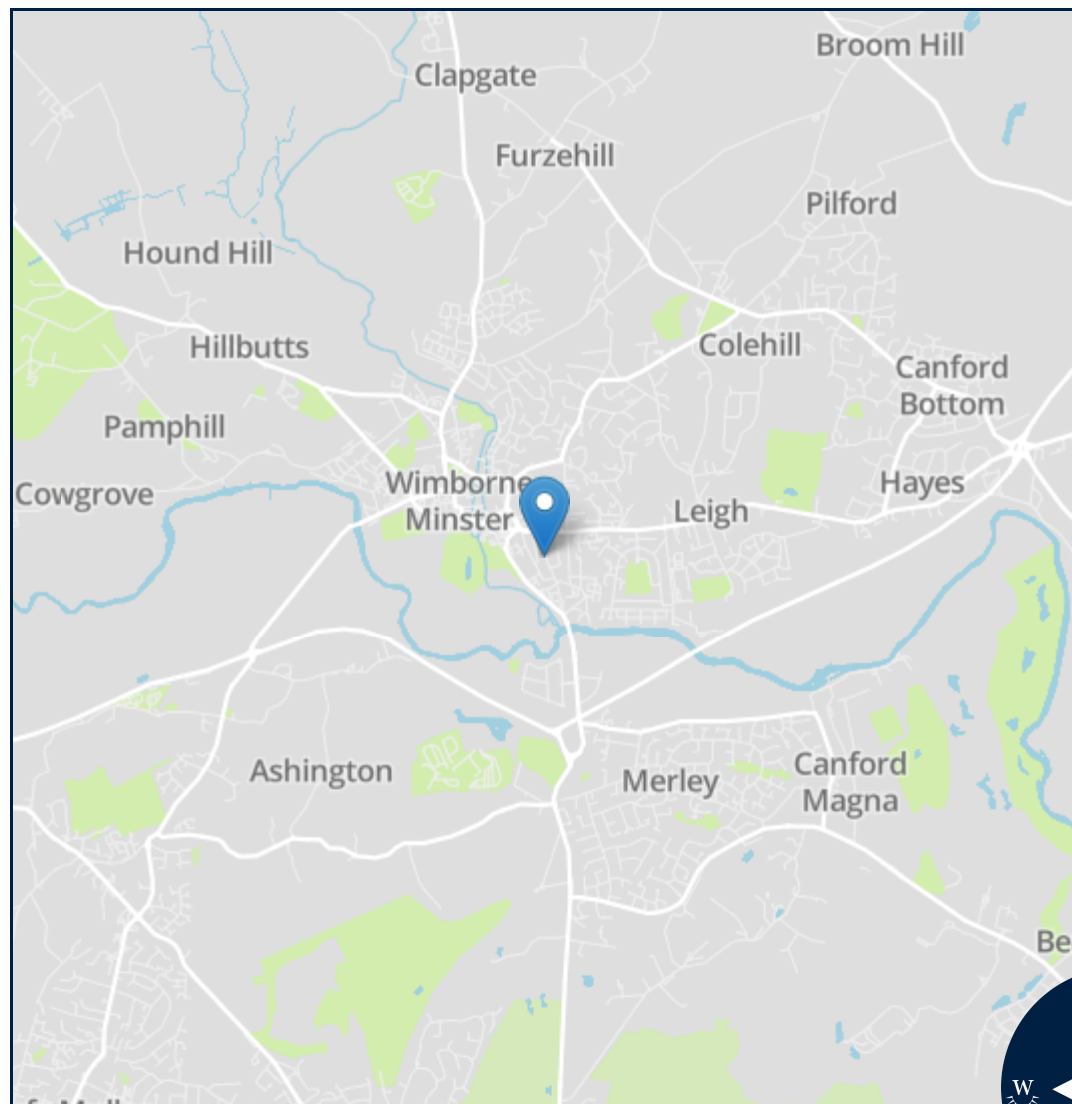 Broom Hill
Clapgate
Furzehill
Pilford
Hound Hill
Hillbutts
Colehill
Canford
Bottom
Pamphill
Cowgrove
Wimborne
Minster
Leigh
Hayes
Ashington
Merley
Canford
Magna
Be
W